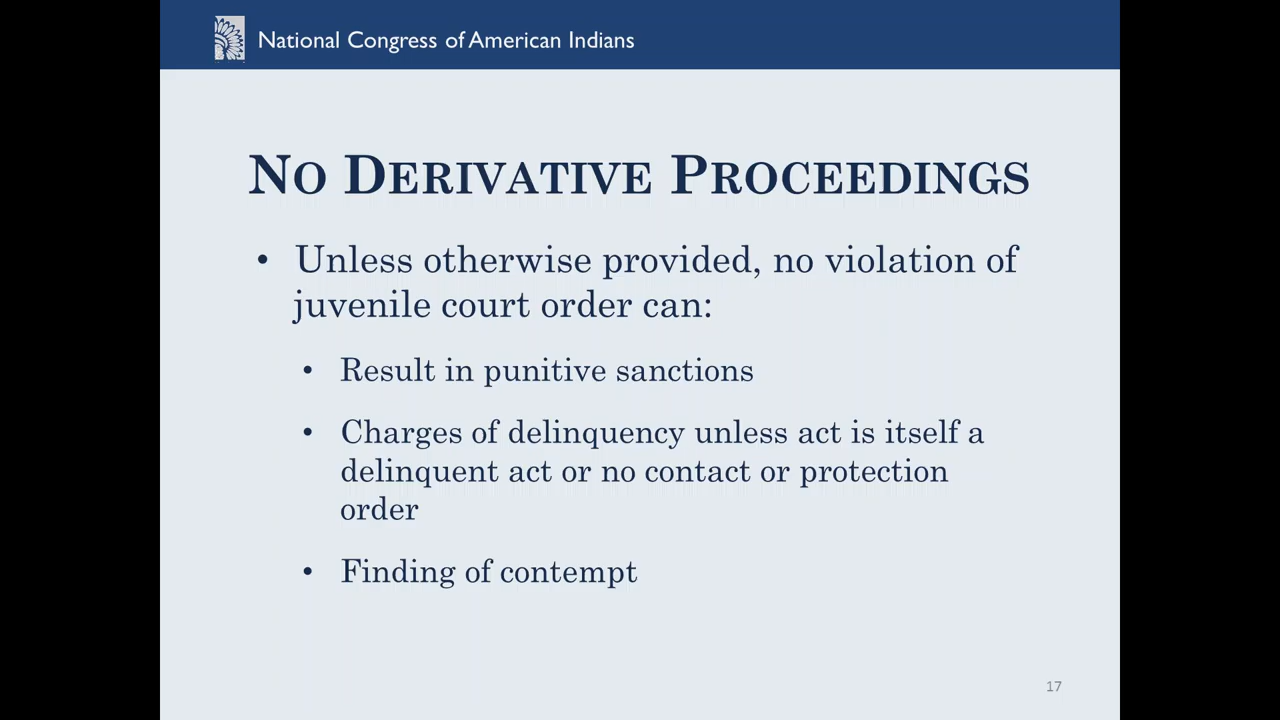 National Congress of American Indians
No Derivative Proceedings
• Unless otherwise provided, no violation of
juvenile court order can:
• Result in punitive sanctions
• Charges of delinquency unless act is itself a
delinquent act or no contact or protection
order
• Finding of contempt
17